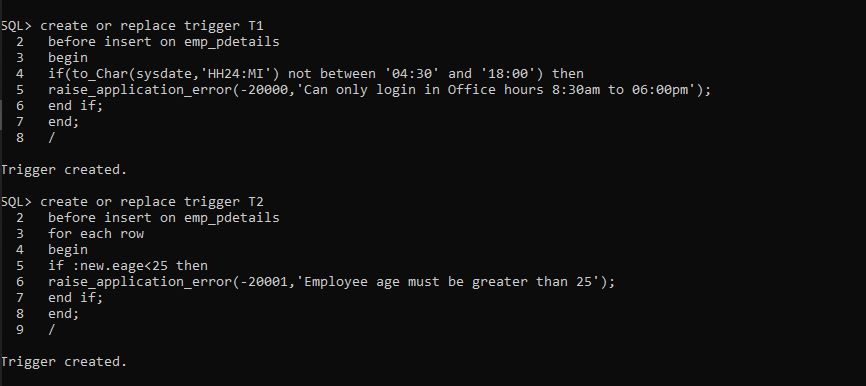 SQL> create or replace trigger T1
2 before insert on emp_pdetails
3 begin
4 if(to_Char(sysdate,'HH24:MI') not between '04:30' and '18:00') then
5 raise_application_error(-20000,'Can only login in Office hours 8:30am to 06:00pm');
6 end if;
7 end;
8 /
Trigger created.
SQL> create or replace trigger T2
2 before insert on emp_pdetails
3 for each row
4 begin
5 if :new.eage<25 then
6 raise_application_error(-20001,'Employee age must be greater than 25');
7 end if;
8 end;
9 /
Trigger created.